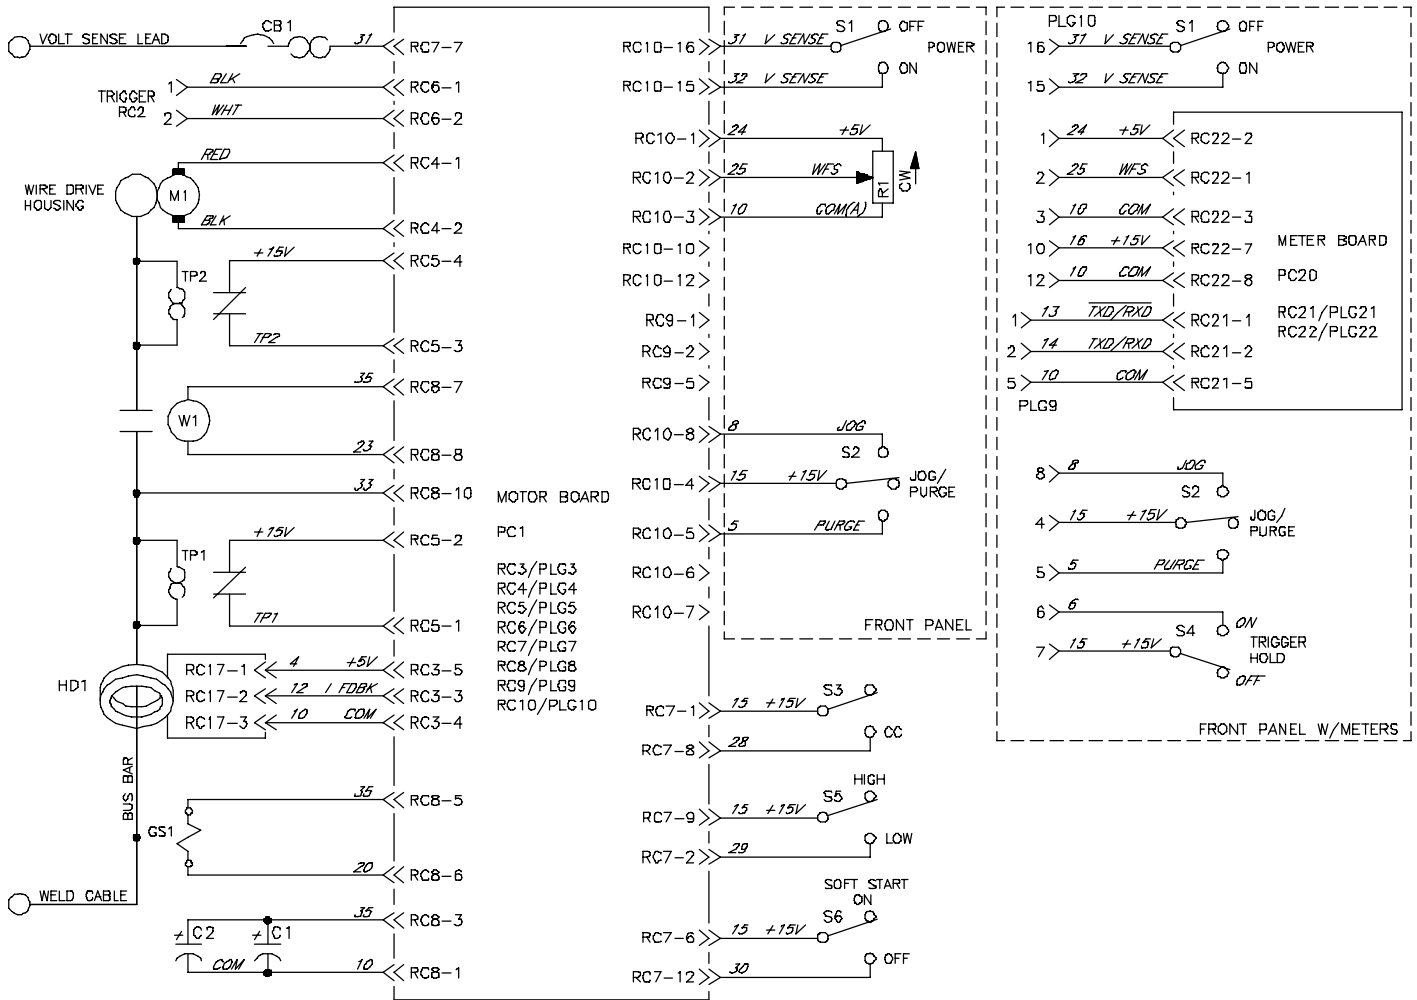 VOLT SENSE LEAD
CB1
31
RC7-7
TRIGGER
RC2
1
BLK
RC6-1
2
WHT
RC6-2
WIRE DRIVE
HOUSING
M1
RED
RC4-1
BLK
RC4-2
TP2
+15V
RC5-4
TP2
RC5-3
W1
35
RC8-7
23
RC8-8
33
RC8-10
TP1
+15V
RC5-2
TP1
RC5-1
HD1
RC17-1
4
+5V
RC3-5
RC17-2
12
I FDBK
RC3-3
RC17-3
10
COM
RC3-4
BUS BAR
GS1
35
RC8-5
20
RC8-6
WELD CABLE
+
C2
+
C1
35
RC8-3
COM
10
RC8-1
MOTOR BOARD
PC1
RC3/PLG3
RC4/PLG4
RC5/PLG5
RC6/PLG6
RC7/PLG7
RC8/PLG8
RC9/PLG9
RC10/PLG10
RC10-16
31
V SENSE
S1
OFF
POWER
RC10-15
32
V SENSE
ON
RC10-1
24
+5V
RC10-2
25
WFS
R1
CW
RC10-3
10
COM(A)
RC10-10
RC10-12
RC9-1
RC9-2
RC9-5
RC10-8
8
JOG
S2
RC10-4
15
+15V
JOG/
PURGE
RC10-5
5
PURGE
RC10-6
RC10-7
FRONT PANEL
RC7-1
15
+15V
S3
RC7-8
28
CC
HIGH
RC7-9
15
+15V
S5
RC7-2
29
LOW
SOFT START
ON
RC7-6
15
+15V
S6
RC7-12
30
OFF
PLG10
16
31
V SENSE
S1
OFF
POWER
15
32
V SENSE
ON
1
24
+5V
RC22-2
2
25
WFS
RC22-1
3
10
COM
RC22-3
10
16
+15V
RC22-7
12
10
COM
RC22-8
METER BOARD
PC20
RC21/PLG21
RC22/PLG22
1
13
TXD/RXD
RC21-1
2
14
TXD/RXD
RC21-2
5
10
COM
RC21-5
PLG9
8
8
JOG
S2
4
15
+15V
JOG/
PURGE
5
5
PURGE
6
6
ON
S4
TRIGGER
HOLD
7
15
+15V
OFF
FRONT PANEL W/METERS